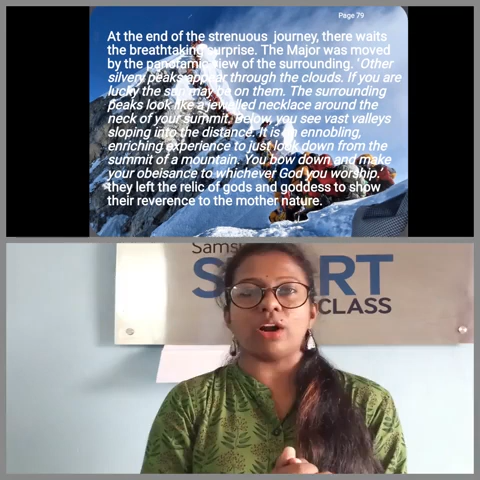 Page 79
At the end of the strenuous journey, there waits
the breathtaking surprise. The Major was moved
by the panoramic view of the surrounding. 'Other
silvery peaks appear through the clouds. If you are
lucky the sun may be on them. The surrounding
peaks look like a jewelled necklace around the
neck of your summit. Below, you see vast valleys
sloping into the distance. It is an ennobling,
enriching experience to just look down from the
summit of a mountain. You bow down and make
your obeisance to whichever God you worship.'
they left the relic of gods and goddess to show
their reverence to the mother nature.
CLASS